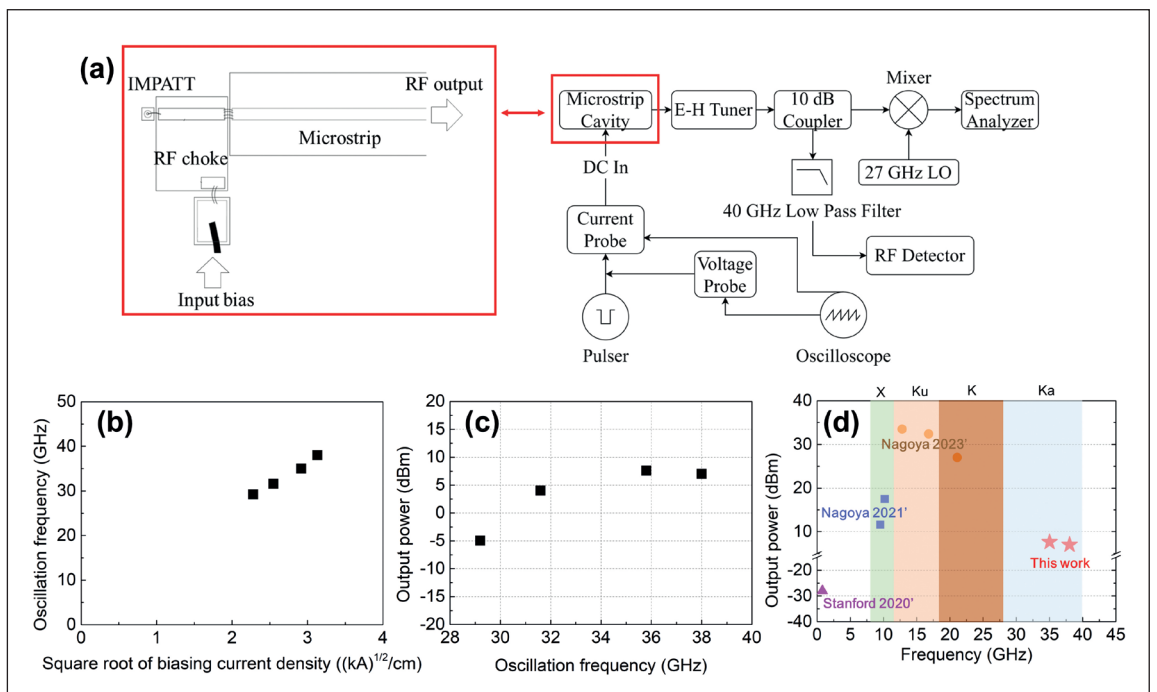 (a)
IMPATT
RF output
Microstrip
RF choke
Input bias
Microstrip
Cavity
E-H Tuner
10 dB
Coupler
Mixer
Spectrum
Analyzer
DC In
27 GHz LO
40 GHz Low Pass Filter
Current
Probe
Voltage
Probe
RF Detector
Pulser
Oscilloscope
(b)
Oscillation frequency (GHz)
50
40
30
20
10
0
0 1 2 3 4
Square root of biasing current density ((kA)^1/2/cm)
(c)
Output power (dBm)
20
15
10
5
0
-5
-10
-15
-20
28 30 32 34 36 38 40
Oscillation frequency (GHz)
(d)
X Ku K Ka
Output power (dBm)
40
30
20
10
-20
-30
-40
Nagoya 2023'
Nagoya 2021'
This work
Stanford 2020'
0 5 10 15 20 25 30 35 40 45
Frequency (GHz)